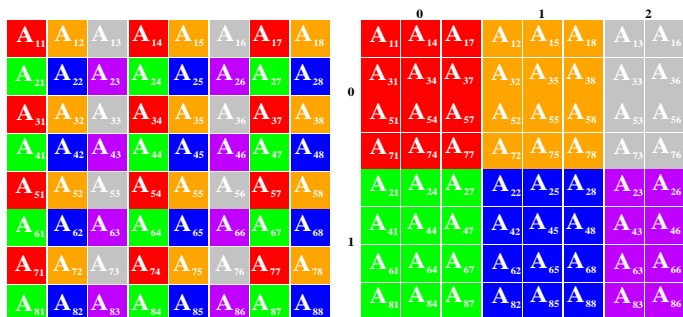 0 1 2
A11 A12 A13 A14 A15 A16 A17 A18
A21 A22 A23 A24 A25 A26 A27 A28
A31 A32 A33 A34 A35 A36 A37 A38
A41 A42 A43 A44 A45 A46 A47 A48
A51 A52 A53 A54 A55 A56 A57 A58
A61 A62 A63 A64 A65 A66 A67 A68
A71 A72 A73 A74 A75 A76 A77 A78
A81 A82 A83 A84 A85 A86 A87 A88
A11 A14 A17 A12 A15 A18 A13 A16
A31 A34 A37 A32 A35 A38 A33 A36
0
A51 A54 A57 A52 A55 A58 A53 A56
A71 A74 A77 A72 A75 A78 A73 A76
A21 A24 A27 A22 A25 A28 A23 A26
A41 A44 A47 A42 A45 A48 A43 A46
1
A61 A64 A67 A62 A65 A68 A63 A66
A81 A84 A87 A82 A85 A88 A83 A86